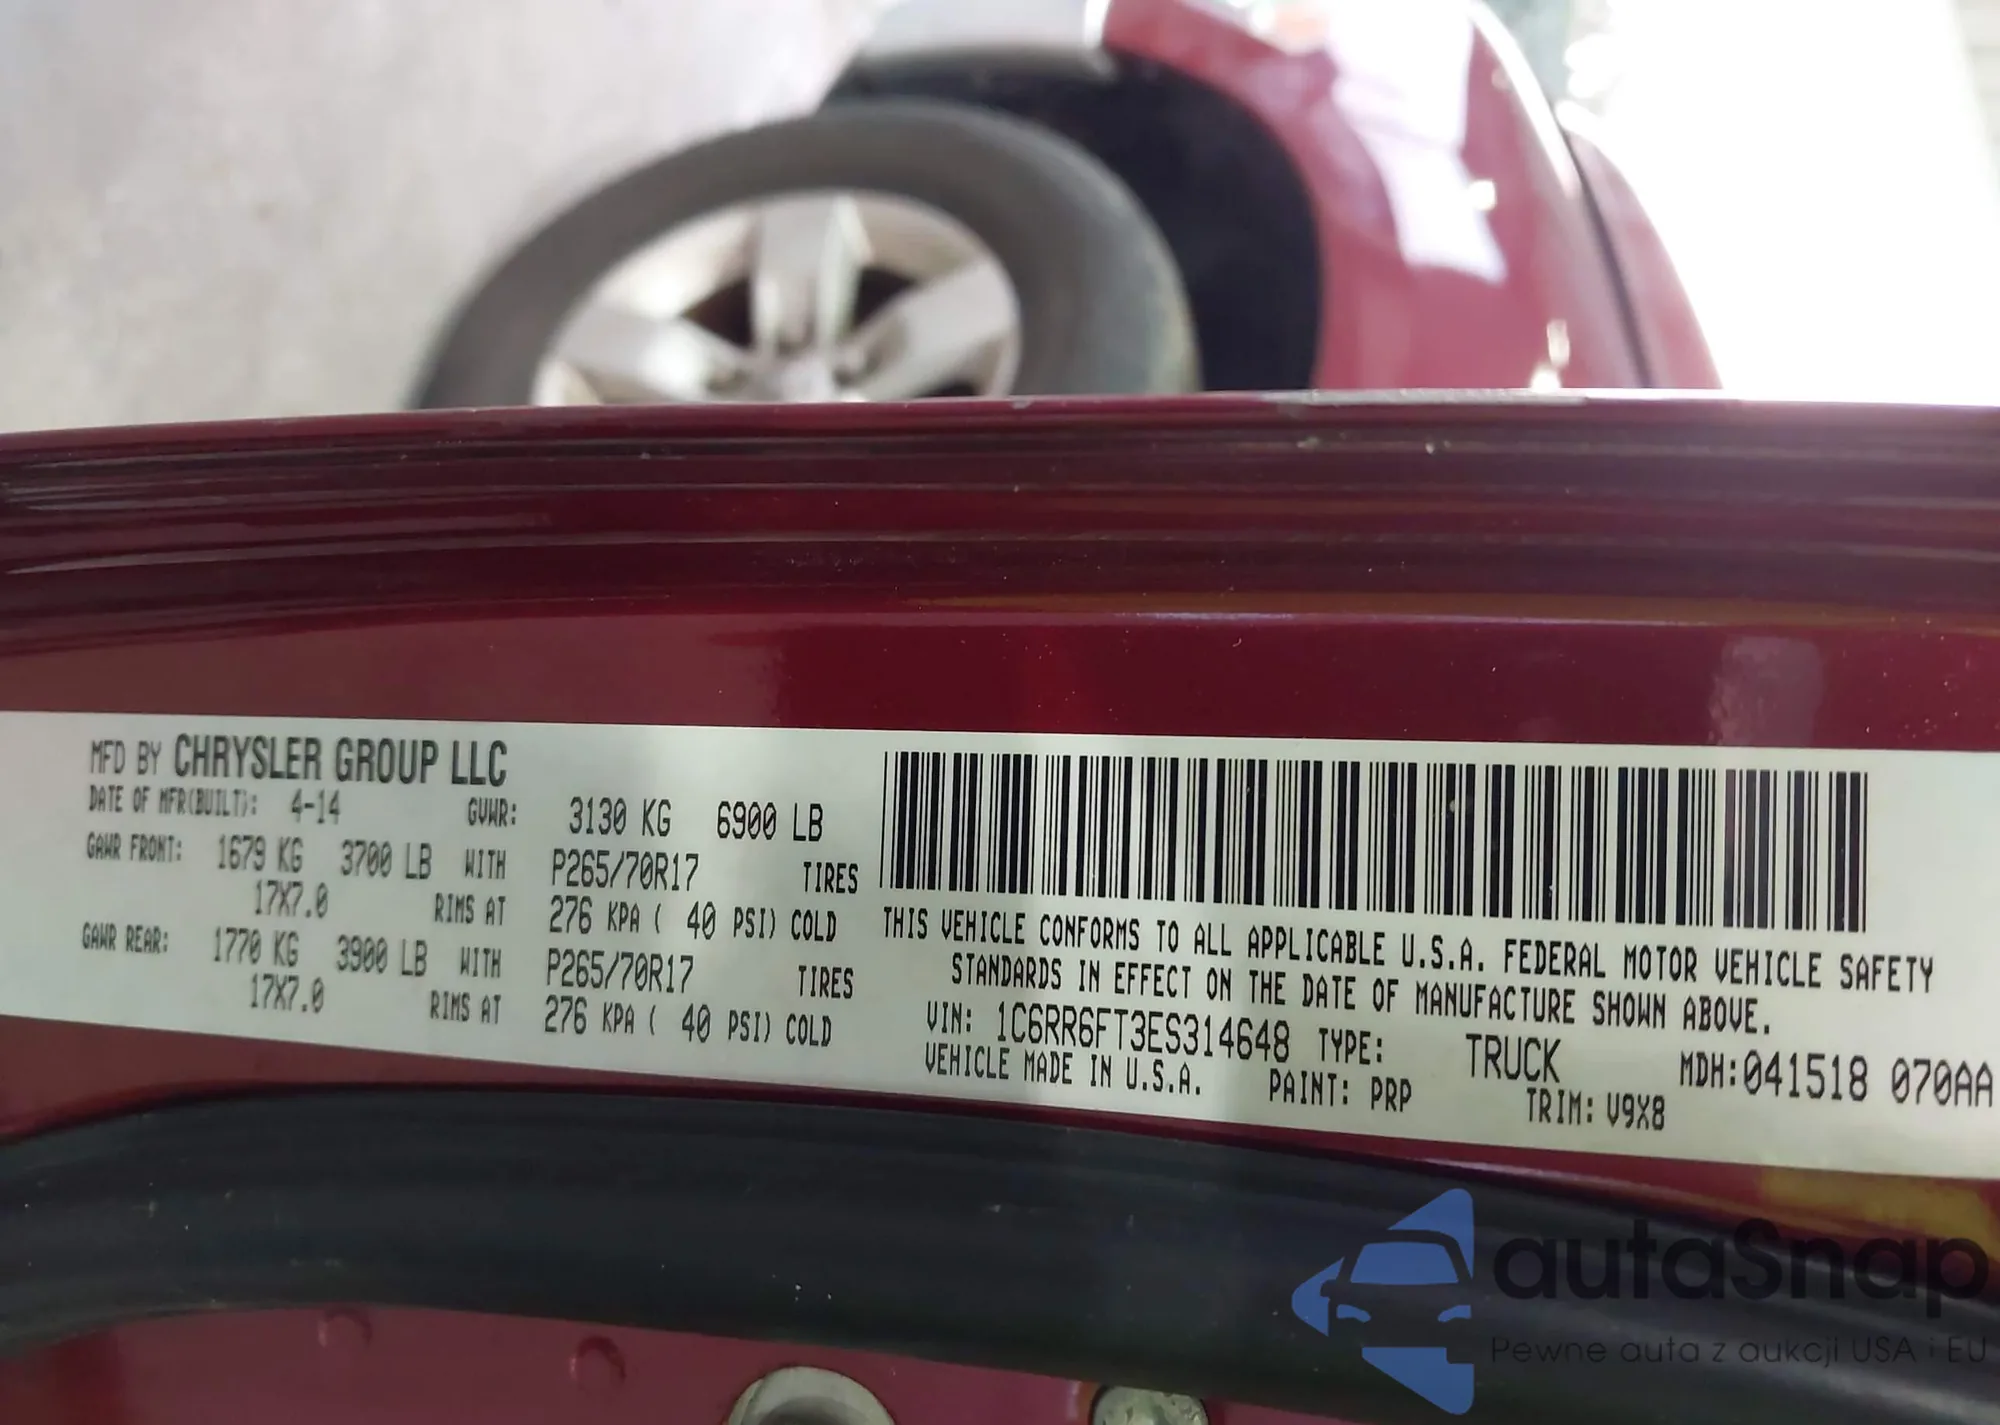 MFD BY CHRYSLER GROUP LLC
DATE OF MFR(BUILT): 4-14 GVWR: 3130 KG 6900 LB
GAWR FRONT: 1679 KG 3700 LB WITH P265/70R17 TIRES
17X7.0 RIMS AT 276 KPA ( 40 PSI) COLD
GAWR REAR: 1770 KG 3900 LB WITH P265/70R17 TIRES
17X7.0 RIMS AT 276 KPA ( 40 PSI) COLD
THIS VEHICLE CONFORMS TO ALL APPLICABLE U.S.A. FEDERAL MOTOR VEHICLE SAFETY
STANDARDS IN EFFECT ON THE DATE OF MANUFACTURE SHOWN ABOVE.
VIN: 1C6RR6FT3ES314648 TYPE: TRUCK MDH:041518 070AA
VEHICLE MADE IN U.S.A. PAINT: PRP TRIM: V9X8
autaSnap
Pewne auta z aukcji USA i EU